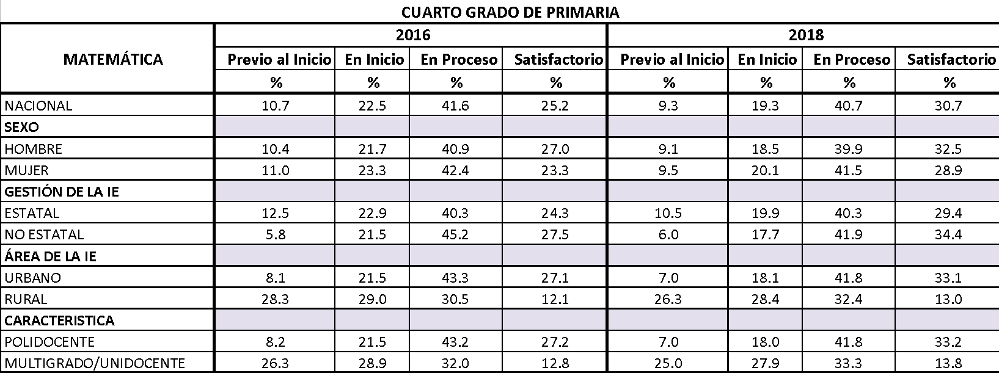 CUARTO GRADO DE PRIMARIA
2016 2018
MATEMÁTICA Previo al Inicio En Inicio En Proceso Satisfactorio Previo al Inicio En Inicio En Proceso Satisfactorio
% % % % % % % %
NACIONAL 10.7 22.5 41.6 25.2 9.3 19.3 40.7 30.7
SEXO
HOMBRE 10.4 21.7 40.9 27.0 9.1 18.5 39.9 32.5
MUJER 11.0 23.3 42.4 23.3 9.5 20.1 41.5 28.9
GESTIÓN DE LA IE
ESTATAL 12.5 22.9 40.3 24.3 10.5 19.9 40.3 29.4
NO ESTATAL 5.8 21.5 45.2 27.5 6.0 17.7 41.9 34.4
ÁREA DE LA IE
URBANO 8.1 21.5 43.3 27.1 7.0 18.1 41.8 33.1
RURAL 28.3 29.0 30.5 12.1 26.3 28.4 32.4 13.0
CARACTERISTICA
POLIDOCENTE 8.2 21.5 43.2 27.2 7.0 18.0 41.8 33.2
MULTIGRADO/UNIDOCENTE 26.3 28.9 32.0 12.8 25.0 27.9 33.3 13.8